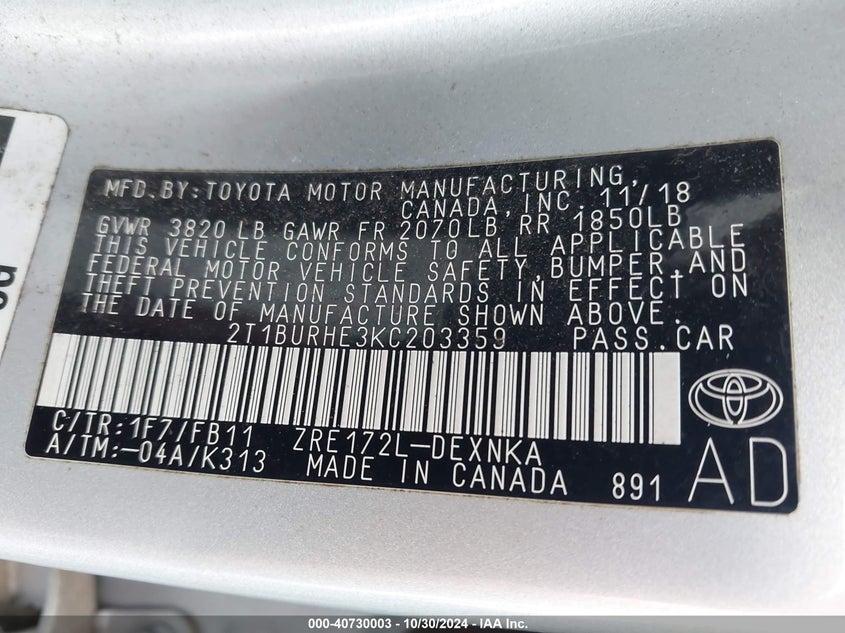 MFD.BY:TOYOTA MOTOR MANUFACTURING,
CANADA, INC. 11/18
GVWR 3820 LB GAWR FR 2070LB RR 1850LB
THIS VEHICLE CONFORMS TO ALL APPLICABLE
FEDERAL MOTOR VEHICLE SAFETY,BUMPER,AND
THEFT PREVENTION STANDARDS IN EFFECT ON
THE DATE OF MANUFACTURE SHOWN ABOVE.
2T1BURHE3KC203359 PASS.CAR
C/TR:1F7/FB11 ZRE172L-DEXNKA
A/TM:-04A/K313 MADE IN CANADA 891
AD
000-40730003 - 10/30/2024 - IAA Inc.